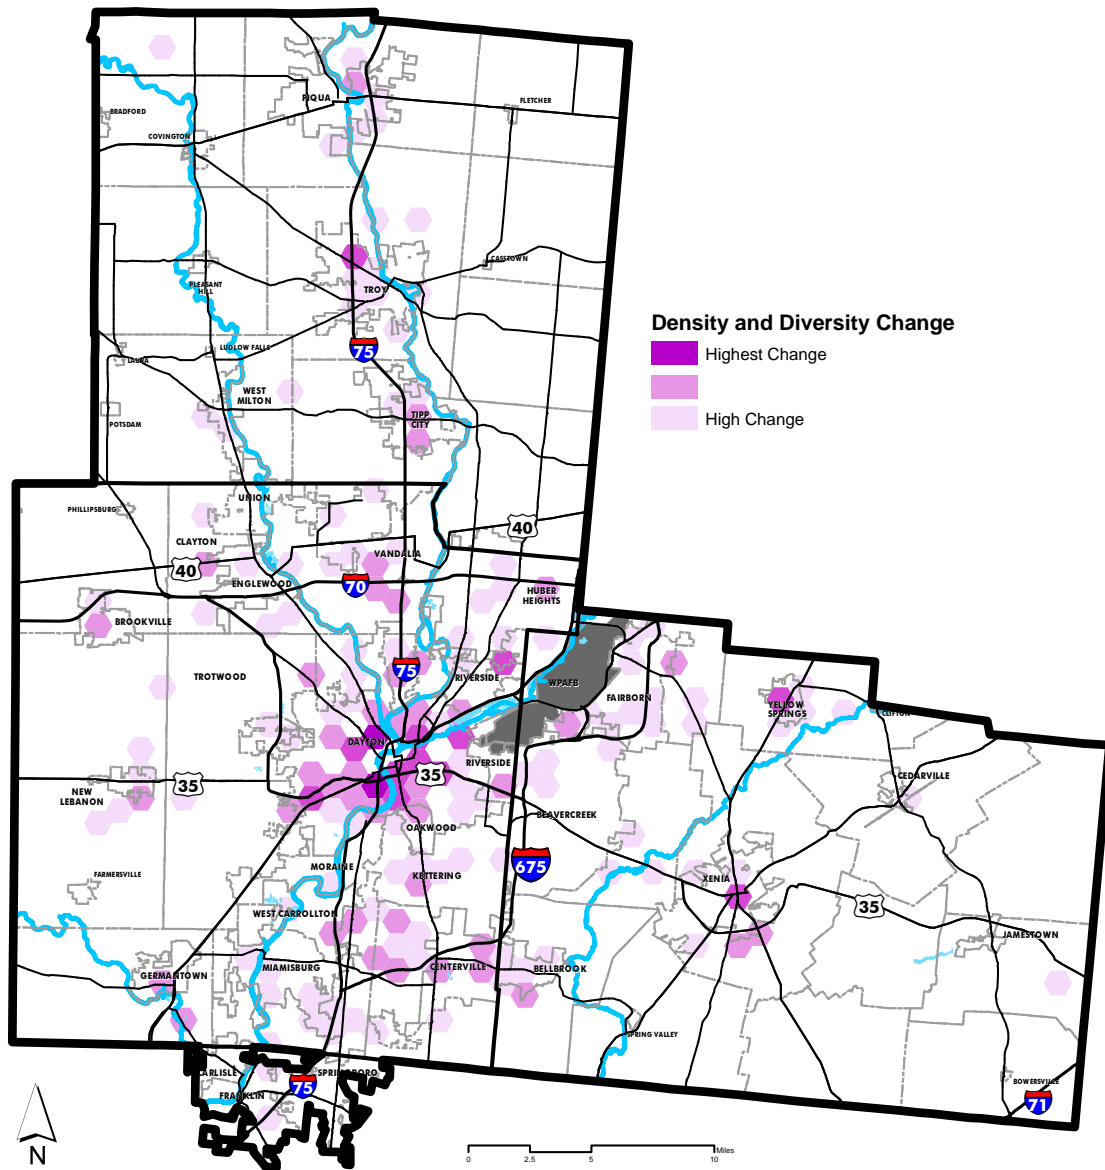 PIQUA
FLETCHER
BRADFORD
COVINGTON
CASSTOWN
PLEASANT
HILL
TROY
Density and Diversity Change
Highest Change
High Change
75
LUDLOW FALLS
LAURA
WEST
MILTON
TIPP
CITY
POTSDAM
UNION
PHILLIPSBURG
40
CLAYTON
VANDALIA
40
ENGLEWOOD
70
HUBER
HEIGHTS
BROOKVILLE
75
TROTWOOD
RIVERSIDE
WPAFB
FAIRBORN
YELLOW
SPRINGS
CLIFTON
DAYTON
RIVERSIDE
35
35
CEDARVILLE
NEW
LEBANON
BEAVERCREEK
OAKWOOD
675
MORAINE
KETTERING
XENIA
FARMERSVILLE
35
WEST CARROLLTON
JAMESTOWN
GERMANTOWN
MIAMISBURG
CENTERVILLE
BELLBROOK
SPRING VALLEY
CARLISLE
SPRINGBORO
75
FRANKLIN
BOWERSVILLE
71
N
Miles
0 2.5 5 10